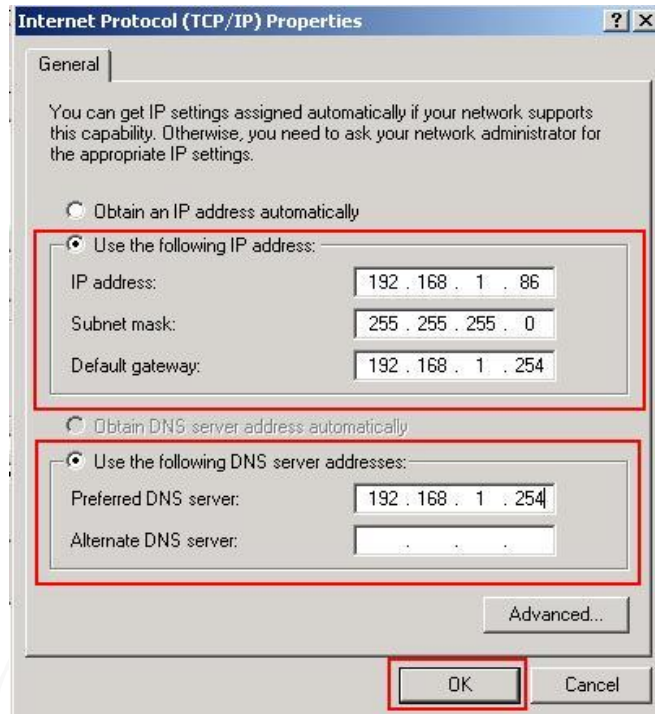 Internet Protocol (TCP/IP) Properties
General
You can get IP settings assigned automatically if your network supports
this capability. Otherwise, you need to ask your network administrator for
the appropriate IP settings.
Obtain an IP address automatically
Use the following IP address:
IP address: 192 . 168 . 1 . 86
Subnet mask: 255 . 255 . 255 . 0
Default gateway: 192 . 168 . 1 . 254
Obtain DNS server address automatically
Use the following DNS server addresses:
Preferred DNS server: 192 . 168 . 1 . 254
Alternate DNS server: . . .
Advanced...
OK Cancel